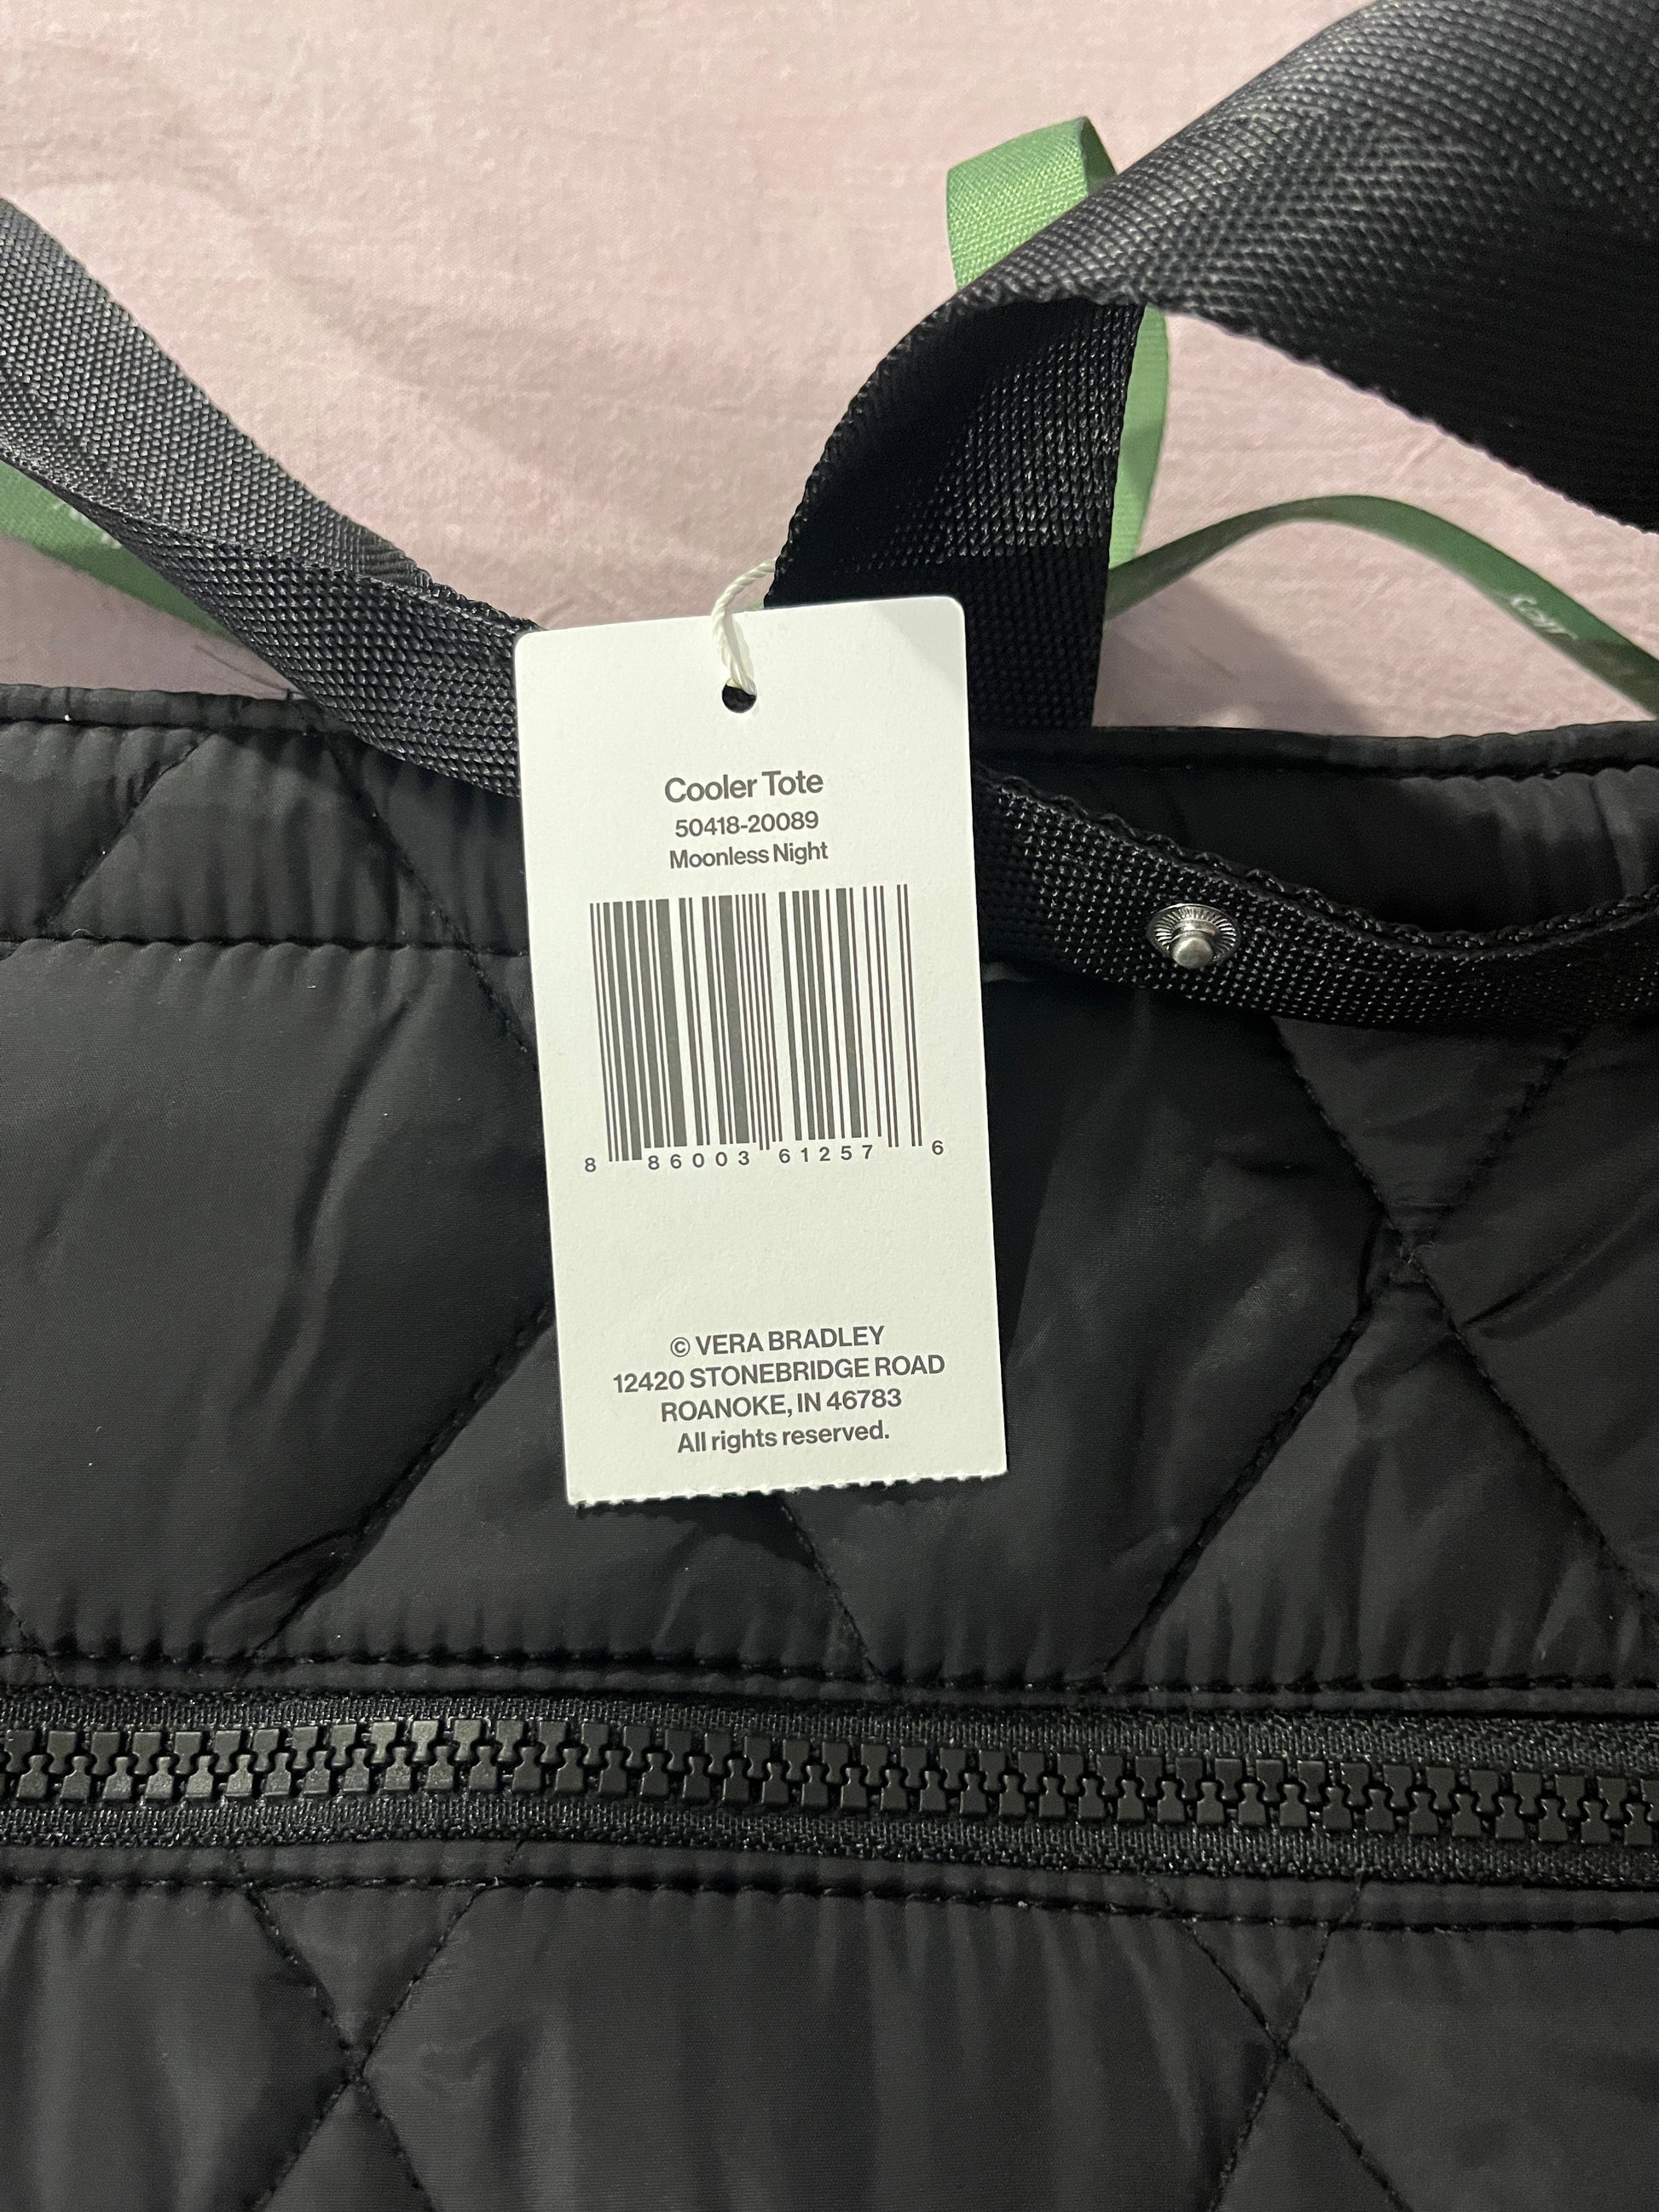 Cooler Tote
50418-20089
Moonless Night
8 86003 61257 6
© VERA BRADLEY
12420 STONEBRIDGE ROAD
ROANOKE, IN 46783
All rights reserved.